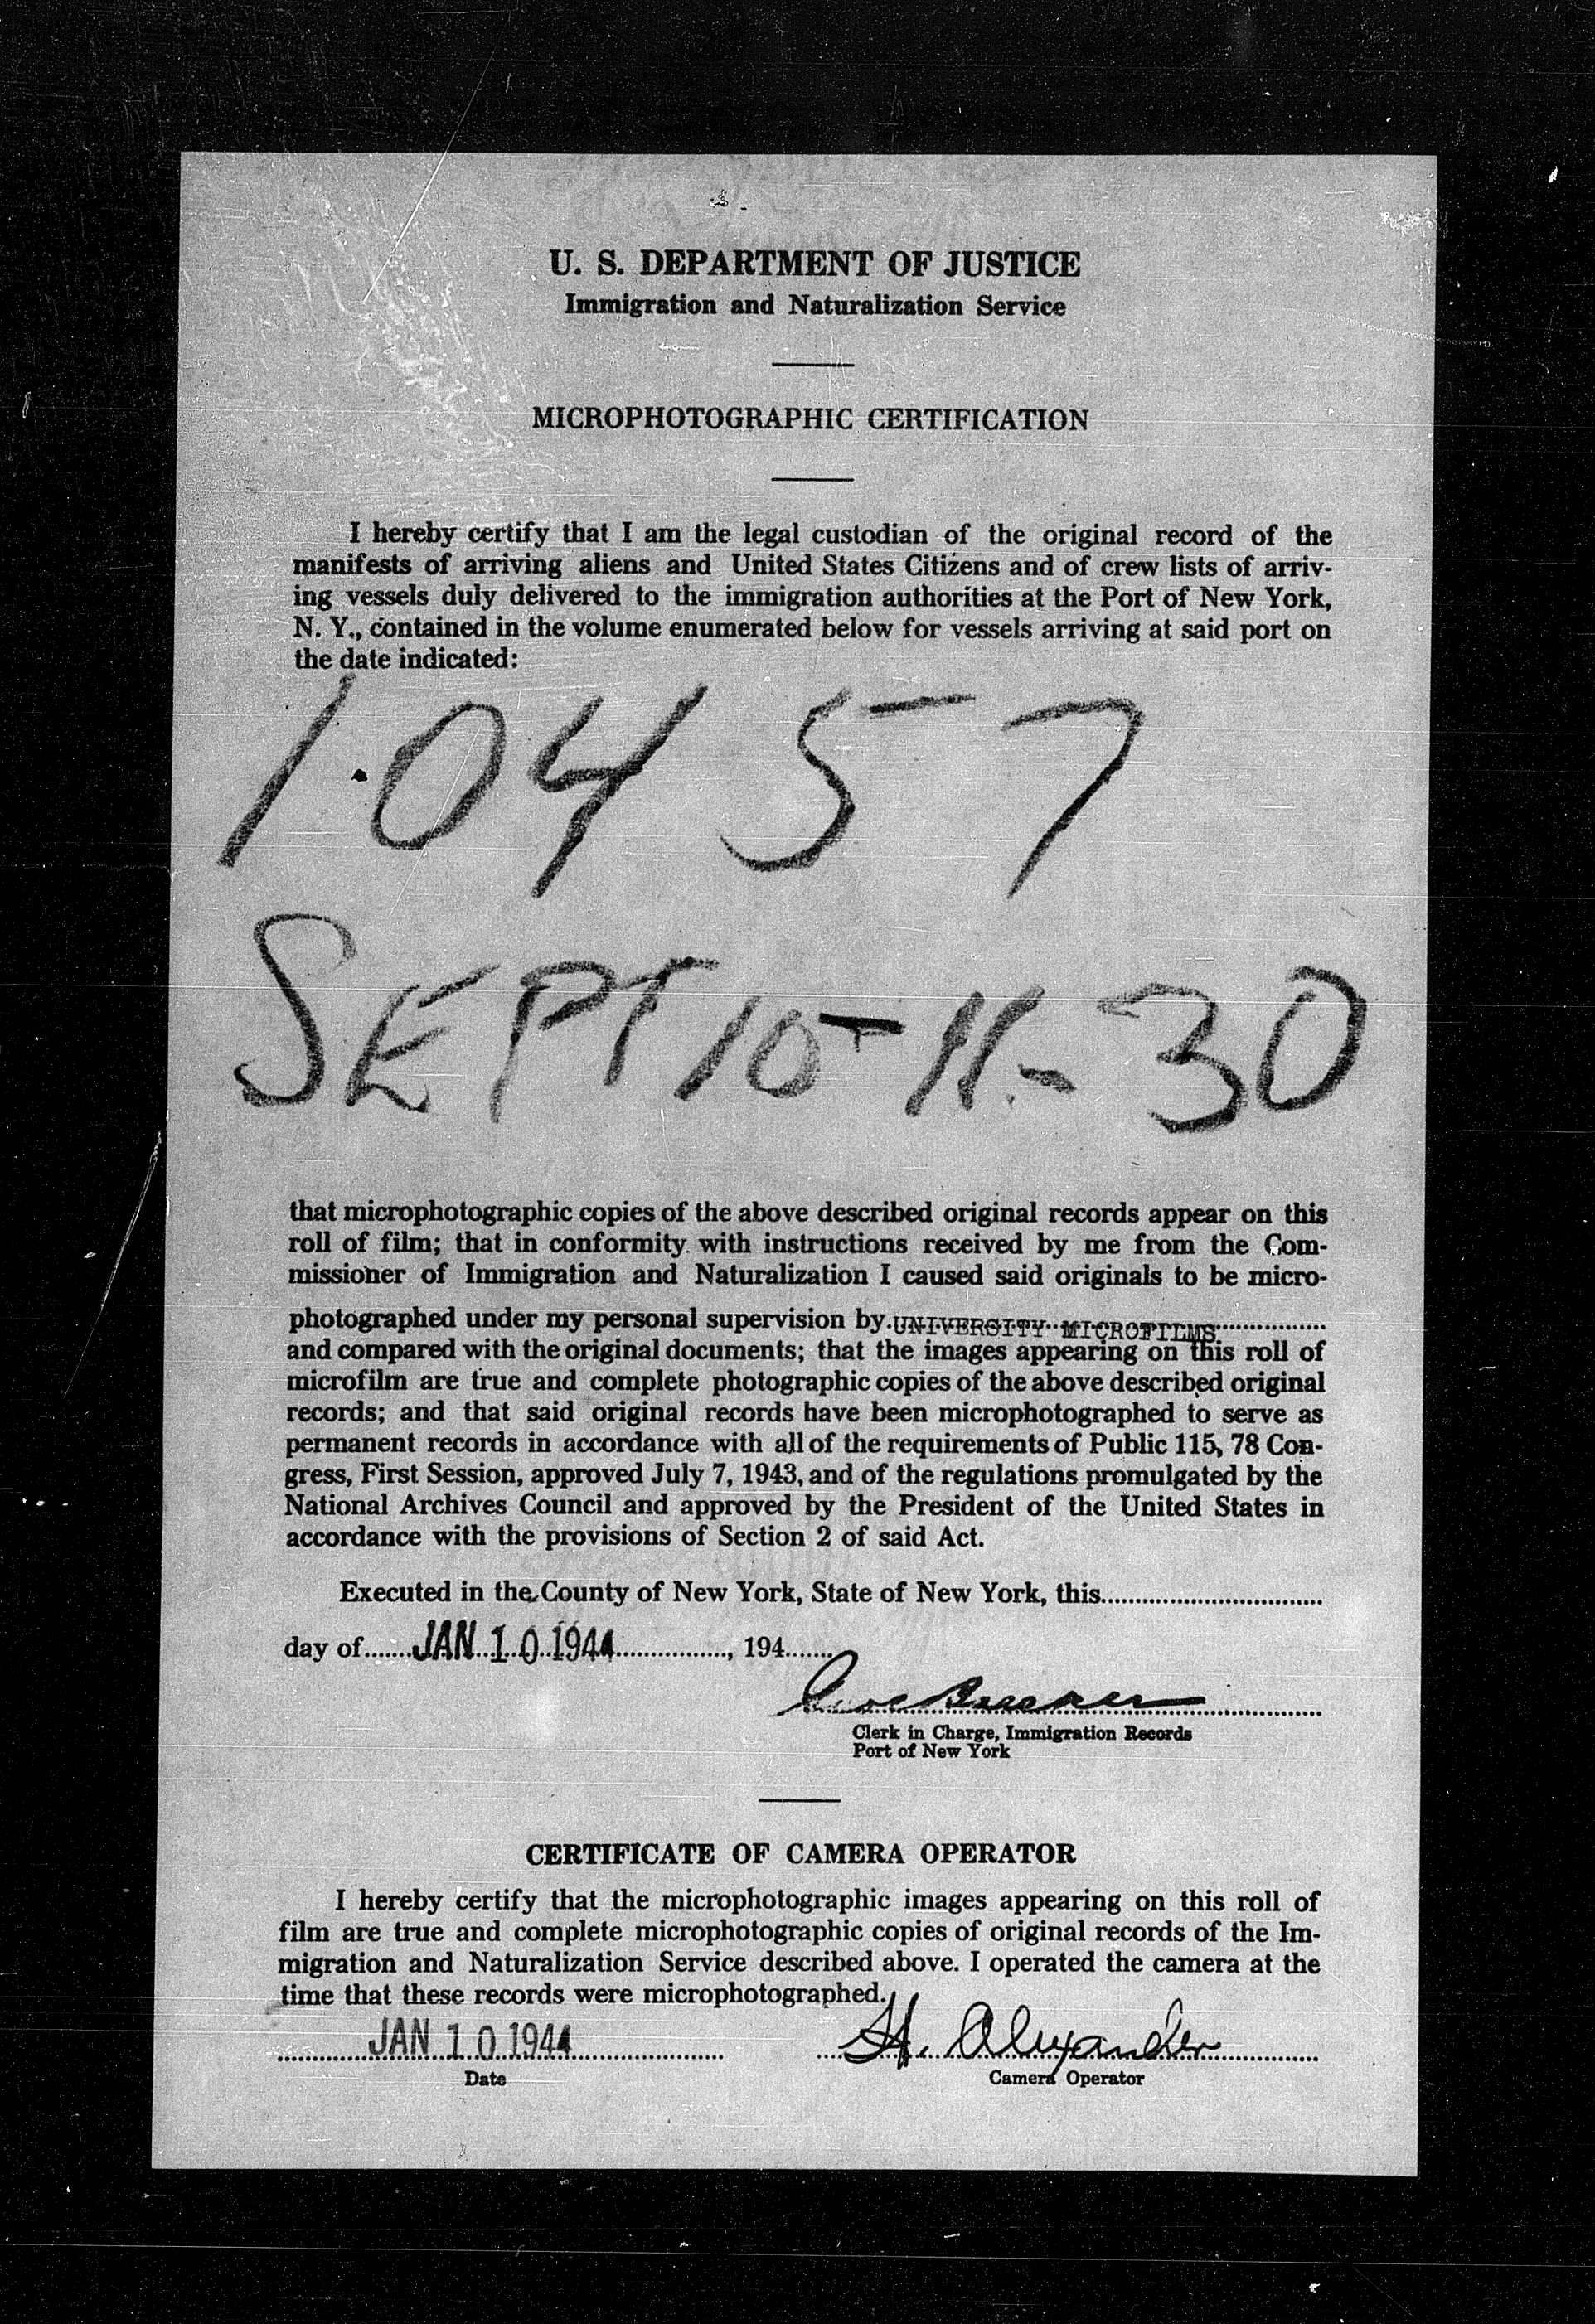 U. S. DEPARTMENT OF JUSTICE
Immigration and Naturalization Service
MICROPHOTOGRAPHIC CERTIFICATION
I hereby certify that I am the legal custodian of the original record of the
manifests of arriving aliens and United States Citizens and of crew lists of arriv-
ing vessels duly delivered to the immigration authorities at the Port of New York,
N. Y., contained in the volume enumerated below for vessels arriving at said port on
the date indicated:
10457
SEPT 10-11-30
that microphotographic copies of the above described original records appear on this
roll of film; that in conformity with instructions received by me from the Com-
missioner of Immigration and Naturalization I caused said originals to be micro-
photographed under my personal supervision by UNIVERSITY MICROFILMS
and compared with the original documents; that the images appearing on this roll of
microfilm are true and complete photographic copies of the above described original
records; and that said original records have been microphotographed to serve as
permanent records in accordance with all of the requirements of Public 115, 78 Con-
gress, First Session, approved July 7, 1943, and of the regulations promulgated by the
National Archives Council and approved by the President of the United States in
accordance with the provisions of Section 2 of said Act.
Executed in the County of New York, State of New York, this
day of JAN 10 1944, 194
Clerk in Charge, Immigration Records
Port of New York
CERTIFICATE OF CAMERA OPERATOR
I hereby certify that the microphotographic images appearing on this roll of
film are true and complete microphotographic copies of original records of the Im-
migration and Naturalization Service described above. I operated the camera at the
time that these records were microphotographed.
JAN 10 1944 H. Alexander
Date Camera Operator